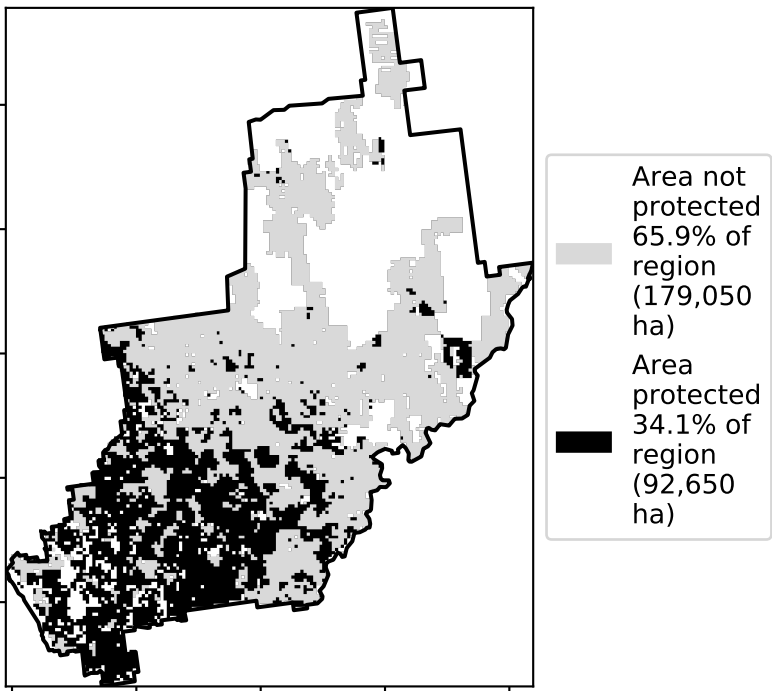 Area not
protected
65.9% of
region
(179,050
ha)
Area
protected
34.1% of
region
(92,650
ha)